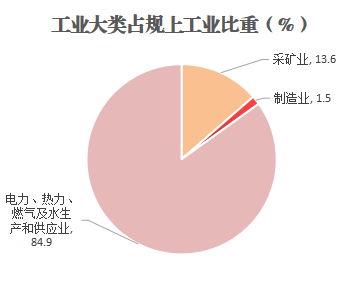 工业大类占规上工业比重（%）
采矿业, 13.6
制造业, 1.5
电力、热力、
燃气及水生
产和供应业,
84.9